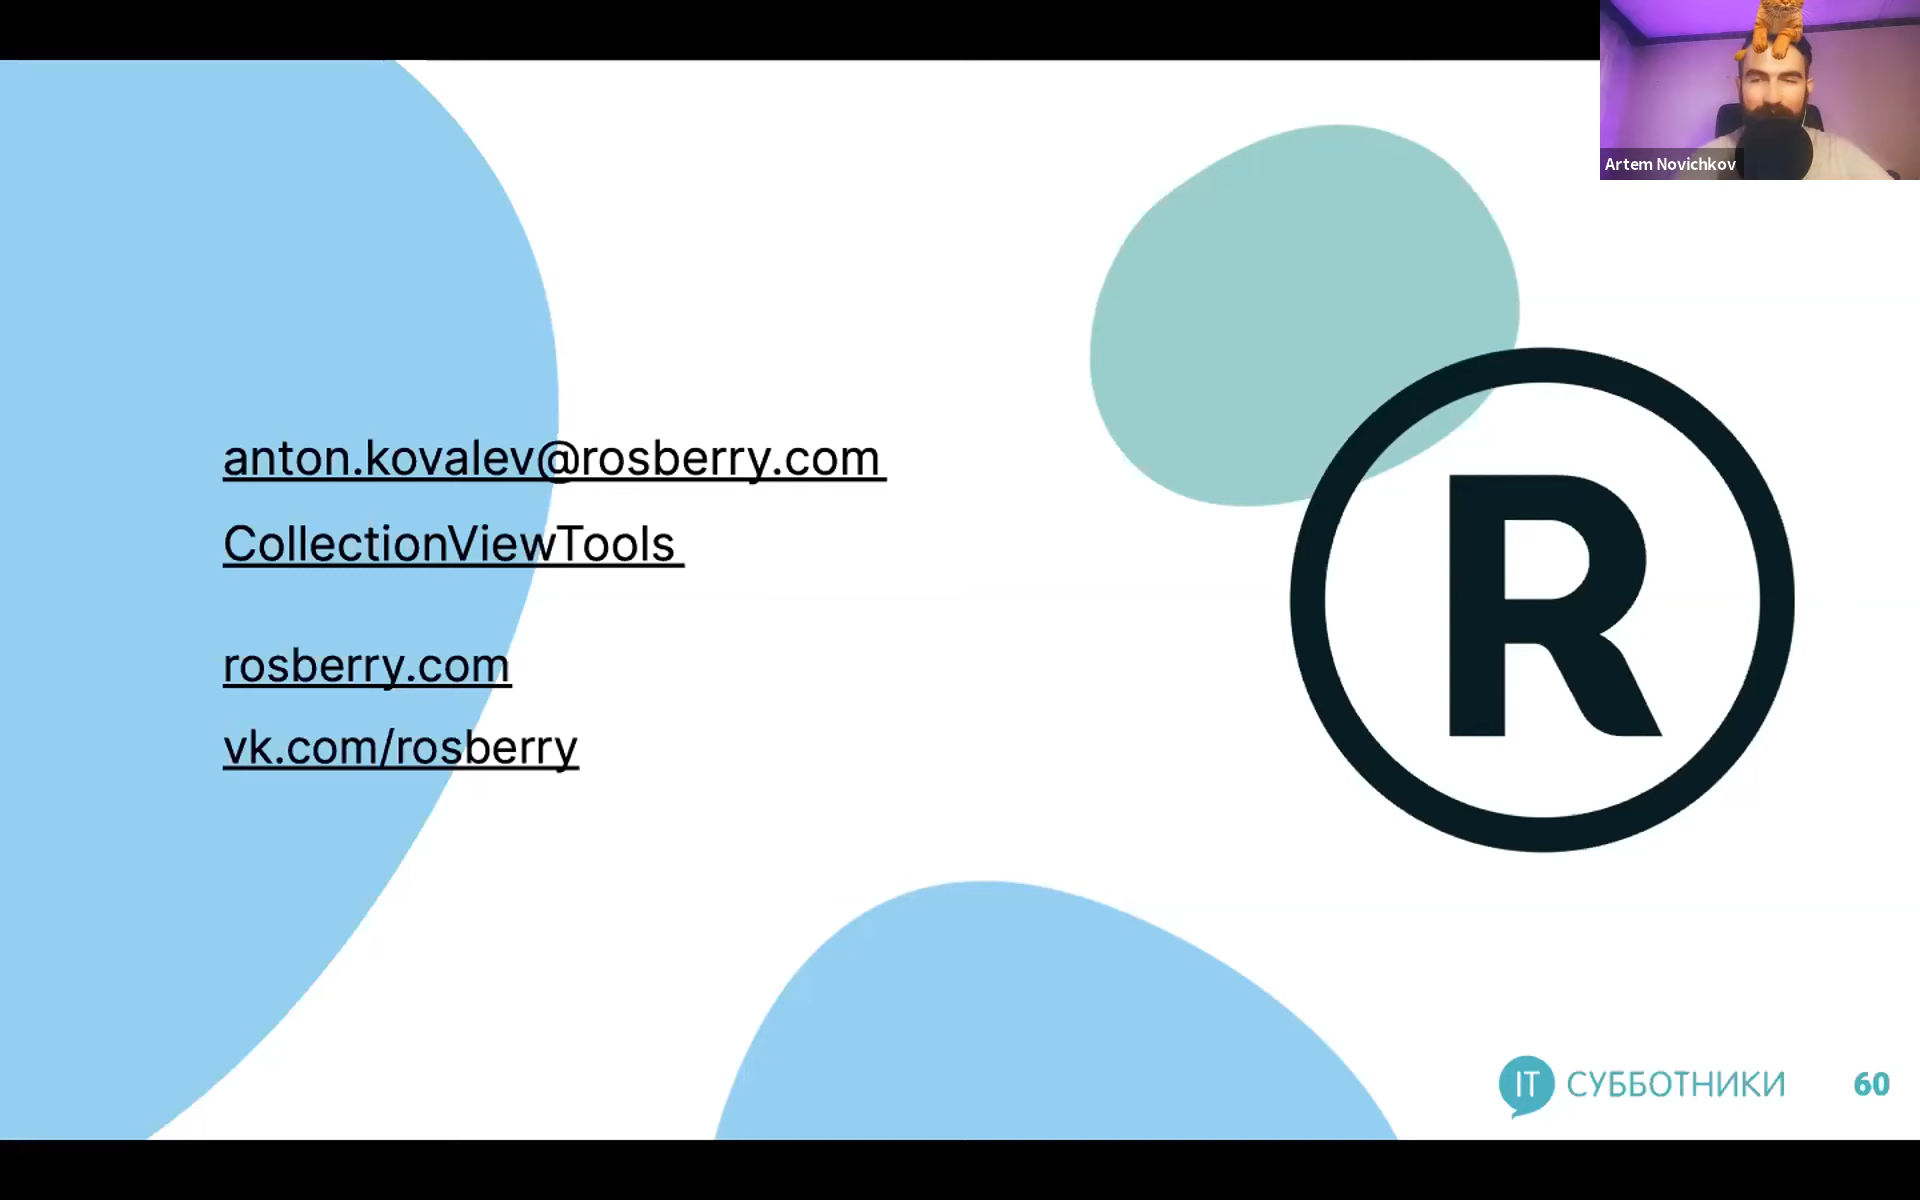 Artem Novichkov
anton.kovalev@rosberry.com
CollectionViewTools
rosberry.com
vk.com/rosberry
R
IT СУББОТНИКИ 60